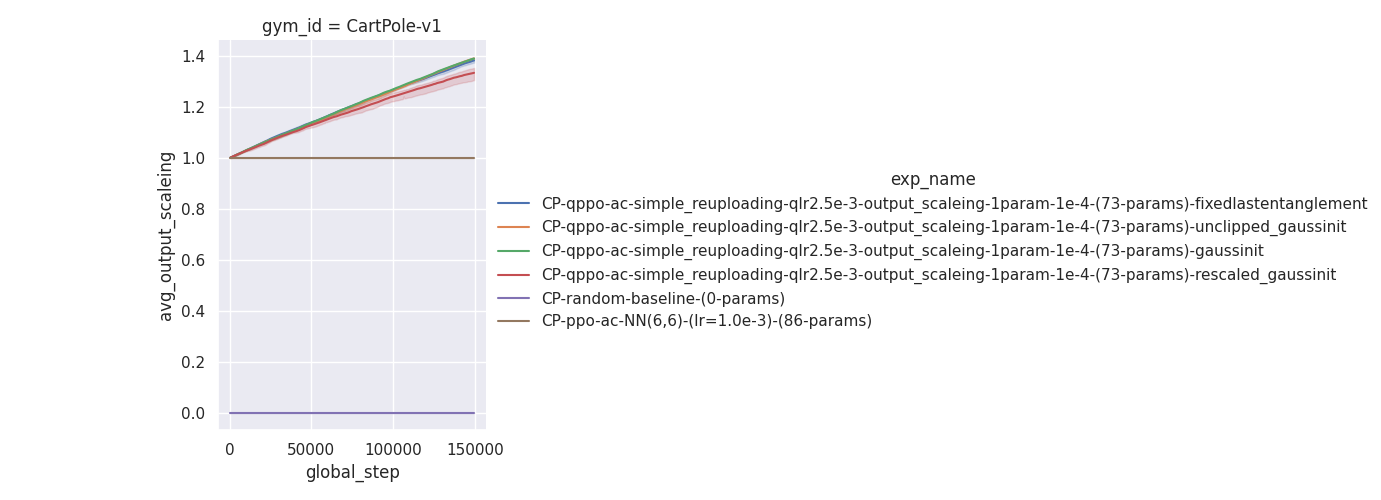 gym_id = CartPole-v1
1.4
1.2
1.0
0.8
0.6
0.4
0.2
0.0
avg_output_scaleing
0
50000
100000
150000
global_step
exp_name
CP-qppo-ac-simple_reuploading-qlr2.5e-3-output_scaleing-1param-1e-4-(73-params)-fixedlastentanglement
CP-qppo-ac-simple_reuploading-qlr2.5e-3-output_scaleing-1param-1e-4-(73-params)-unclipped_gaussinit
CP-qppo-ac-simple_reuploading-qlr2.5e-3-output_scaleing-1param-1e-4-(73-params)-gaussinit
CP-qppo-ac-simple_reuploading-qlr2.5e-3-output_scaleing-1param-1e-4-(73-params)-rescaled_gaussinit
CP-random-baseline-(0-params)
CP-ppo-ac-NN(6,6)-(lr=1.0e-3)-(86-params)